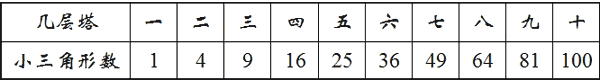 几层塔 一 二 三 四 五 六 七 八 九 十
小三角形数 1 4 9 16 25 36 49 64 81 100